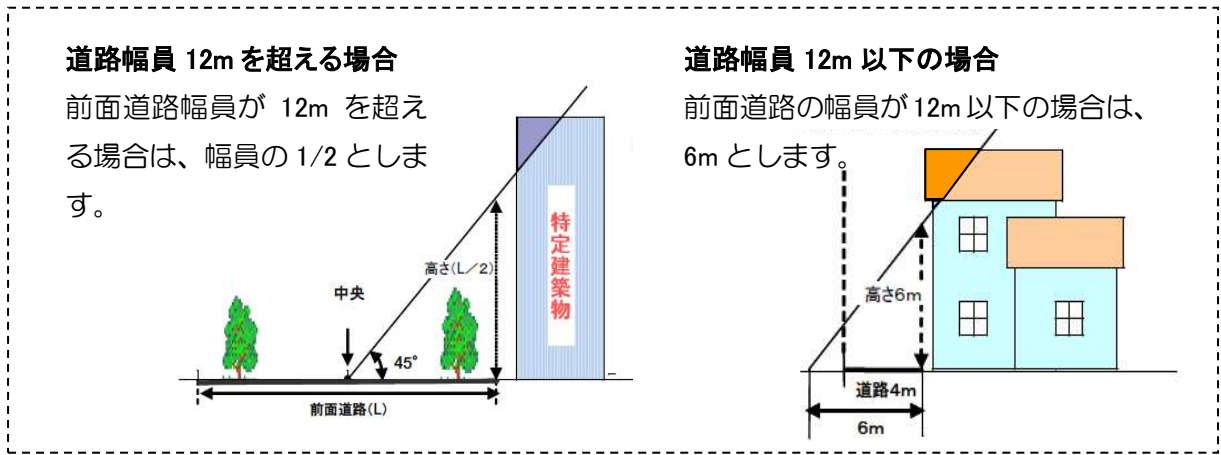 道路幅員 12m を超える場合
前面道路幅員が 12m を超え
る場合は、幅員の 1/2 としま
す。
特定建築物
高さ(L/2)
中央
45°
前面道路(L)
道路幅員 12m 以下の場合
前面道路の幅員が12m以下の場合は、
6m とします。
高さ6m
道路4m
6m